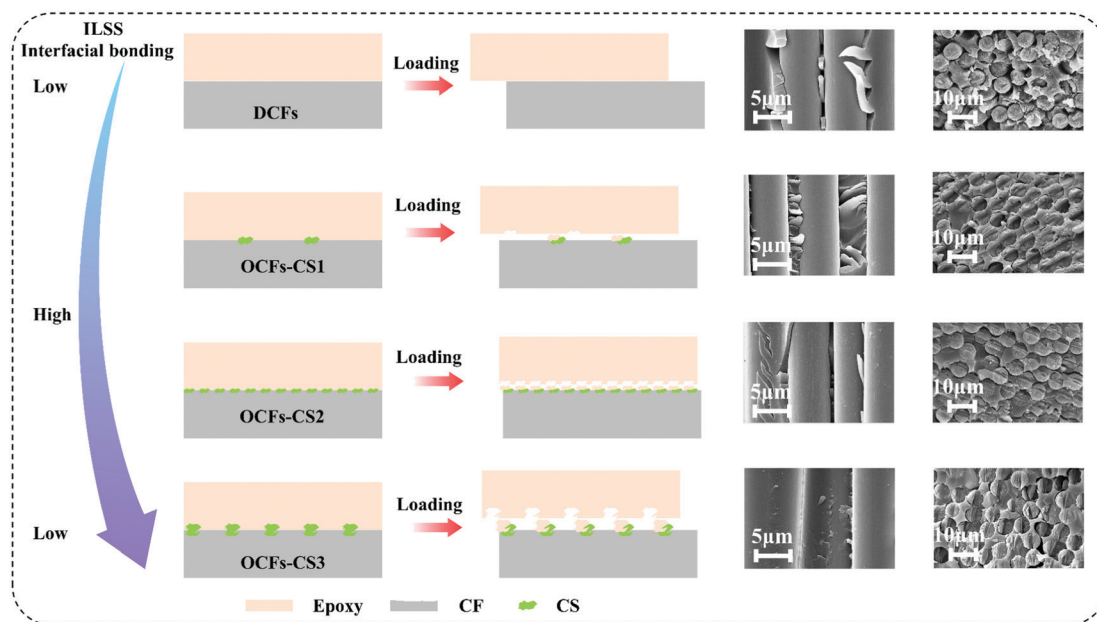 ILSS
Interfacial bonding
Low
Loading
DCFs
5μm
10μm
Loading
OCFs-CS1
5μm
10μm
High
Loading
OCFs-CS2
5μm
10μm
Low
Loading
OCFs-CS3
5μm
10μm
Epoxy
CF
CS